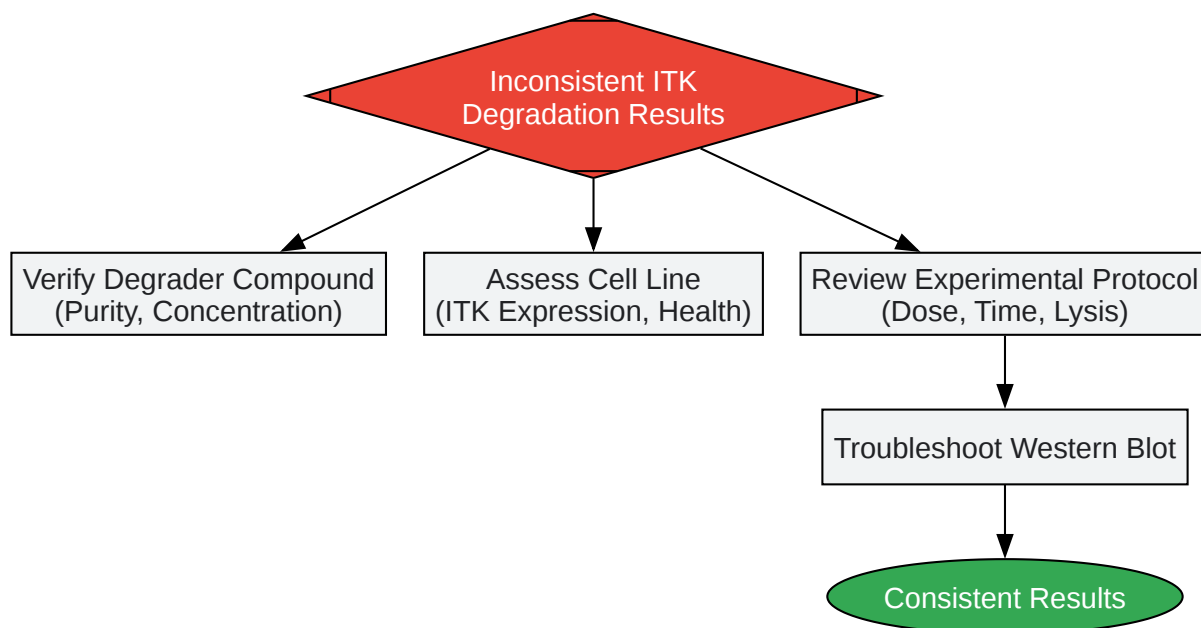 Inconsistent ITK
Degradation Results
Verify Degrader Compound
(Purity, Concentration)
Assess Cell Line
(ITK Expression, Health)
Review Experimental Protocol
(Dose, Time, Lysis)
Troubleshoot Western Blot
Consistent Results